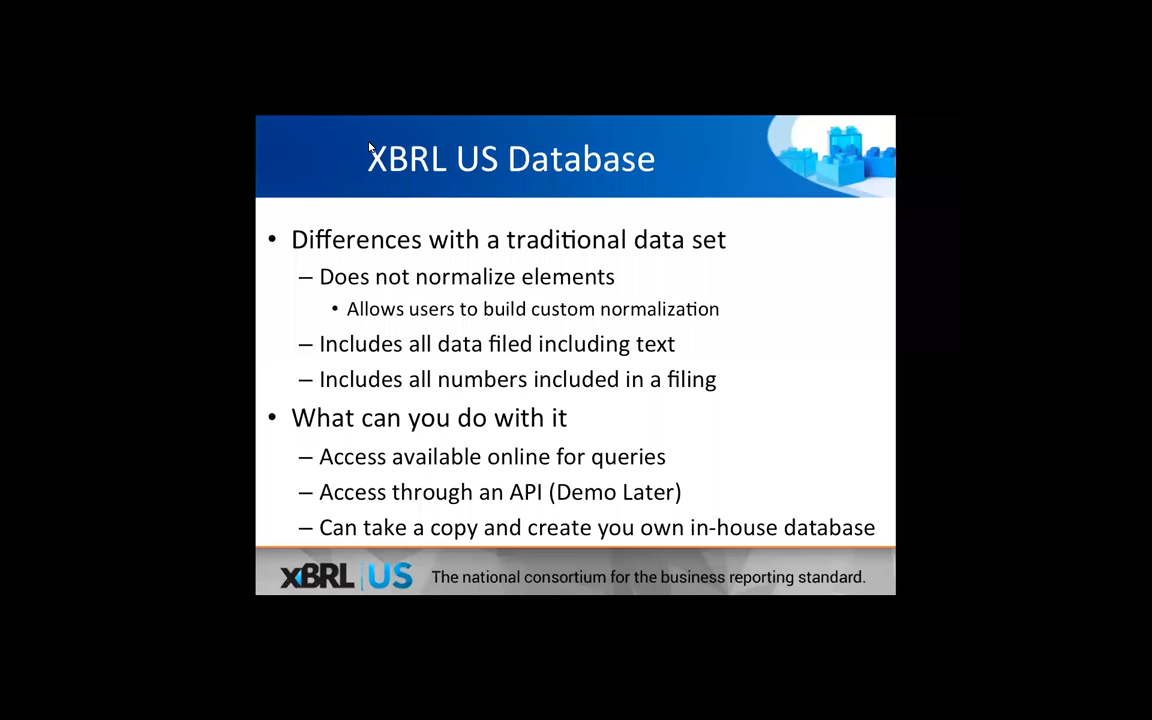 XBRL US Database
• Differences with a traditional data set
– Does not normalize elements
• Allows users to build custom normalization
– Includes all data filed including text
– Includes all numbers included in a filing
• What can you do with it
– Access available online for queries
– Access through an API (Demo Later)
– Can take a copy and create you own in-house database
XBRL US The national consortium for the business reporting standard.